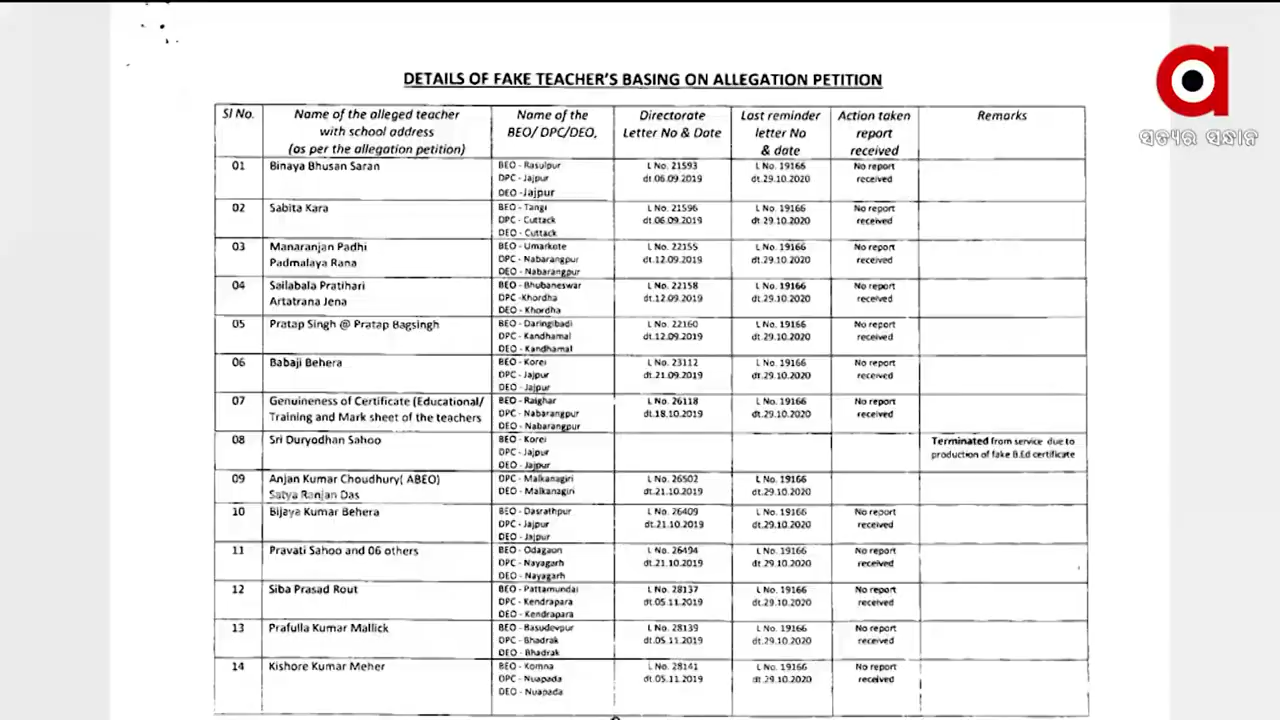 DETAILS OF FAKE TEACHER'S BASING ON ALLEGATION PETITION
ସତ୍ୟର ସନ୍ଧାନ
Sl No. Name of the alleged teacher with school address (as per the allegation petition) Name of the BEO/ DPC/DEO, Directorate Letter No & Date Last reminder letter No & date Action taken report received Remarks
01 Binaya Bhusan Saran BEO - Rasulpur L No. 21593 L No. 19166 No report
DPC - Jajpur dt.06.09.2019 dt.29.10.2020 received
DEO - Jajpur
02 Sabita Kara BEO - Tangi L No. 21596 L No. 19166 No report
DPC - Cuttack dt.06.09.2019 dt.29.10.2020 received
DEO - Cuttack
03 Manaranjan Padhi BEO - Umarkote L No. 22155 L No. 19166 No report
Padmalaya Rana DPC - Nabarangpur dt.12.09.2019 dt.29.10.2020 received
DEO - Nabarangpur
04 Sailabala Pratihari BEO - Bhubaneswar L No. 22158 L No. 19166 No report
Artatrana Jena DPC -Khordha dt.12.09.2019 dt.29.10.2020 received
DEO - Khordha
05 Pratap Singh @ Pratap Bagsingh BEO - Daringibadi L No. 22160 L No. 19166 No report
DPC - Kandhamal dt.12.09.2019 dt.29.10.2020 received
DEO - Kandhamal
06 Babaji Behera BEO - Korei L No. 23112 L No. 19166 No report
DPC - Jajpur dt.21.09.2019 dt.29.10.2020 received
DEO - Jajpur
07 Genuineness of Certificate (Educational/ BEO - Raighar L No. 26118 L No. 19166 No report
Training and Mark sheet of the teachers DPC - Nabarangpur dt.18.10.2019 dt.29.10.2020 received
DEO - Nabarangpur
08 Sri Duryodhan Sahoo BEO - Korei Terminated from service due to
DPC - Jajpur production of fake B.Ed certificate
DEO - Jajpur
09 Anjan Kumar Choudhury( ABEO) DPC - Malkanagiri L No. 26502 L No. 19166
Satya Ranjan Das DEO - Malkanagiri dt.21.10.2019 dt.29.10.2020
10 Bijaya Kumar Behera BEO - Dasrathpur L No. 26409 L No. 19166 No report
DPC - Jajpur dt.21.10.2019 dt.29.10.2020 received
DEO - Jajpur
11 Pravati Sahoo and 06 others BEO - Odagaon L No. 26494 L No. 19166 No report
DPC - Nayagarh dt.21.10.2019 dt.29.10.2020 received
DEO - Nayagarh
12 Siba Prasad Rout BEO - Pattamundai L No. 28137 L No. 19166 No report
DPC - Kendrapara dt.05.11.2019 dt.29.10.2020 received
DEO - Kendrapara
13 Prafulla Kumar Mallick BEO - Basudevpur L No. 28139 L No. 19166 No report
DPC - Bhadrak dt.05.11.2019 dt.29.10.2020 received
DEO - Bhadrak
14 Kishore Kumar Meher BEO - Komna L No. 28141 L No. 19166 No report
DPC - Nuapada dt.05.11.2019 dt.29.10.2020 received
DEO - Nuapada